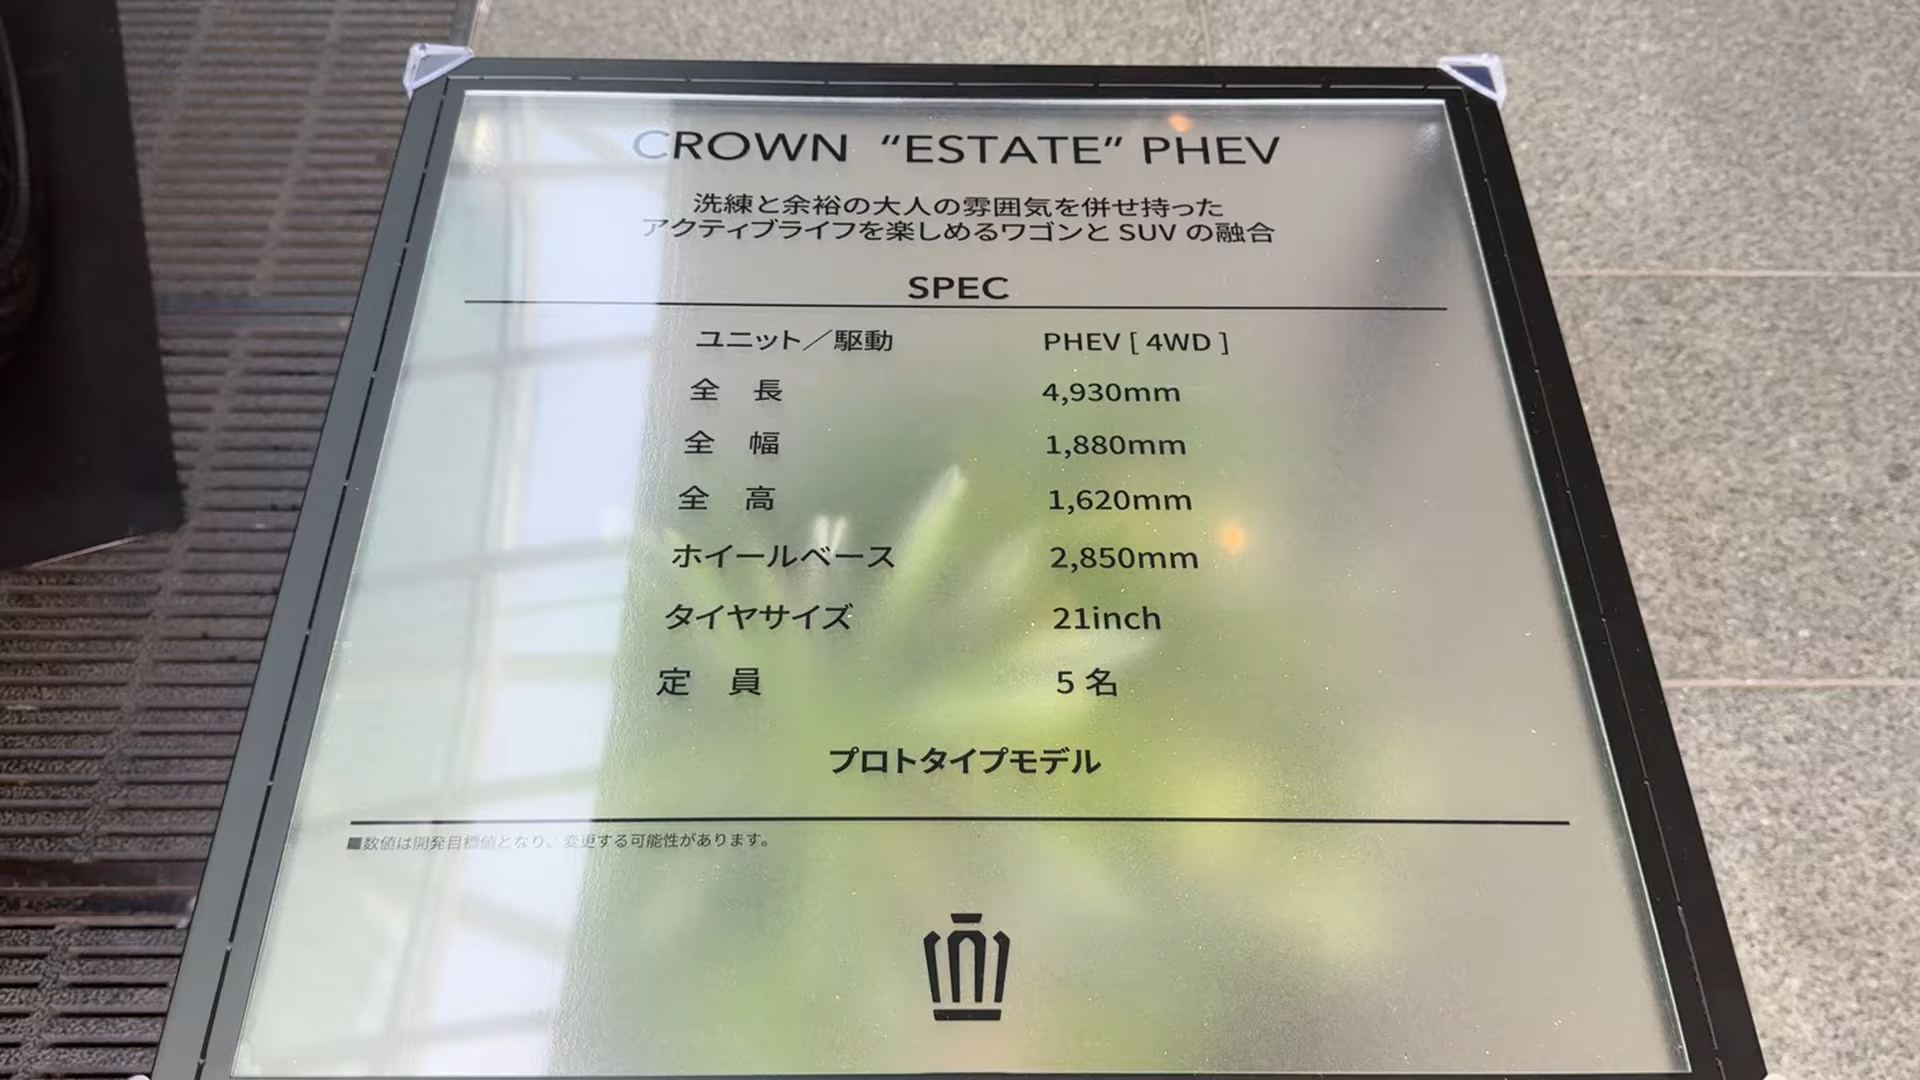 CROWN “ESTATE” PHEV
洗練と余裕の大人の雰囲気を併せ持った
アクティブライフを楽しめるワゴンと SUV の融合
SPEC
ユニット／駆動 PHEV [ 4WD ]
全 長 4,930mm
全 幅 1,880mm
全 高 1,620mm
ホイールベース 2,850mm
タイヤサイズ 21inch
定 員 5 名
プロトタイプモデル
■数値は開発目標値となり、変更する可能性があります。